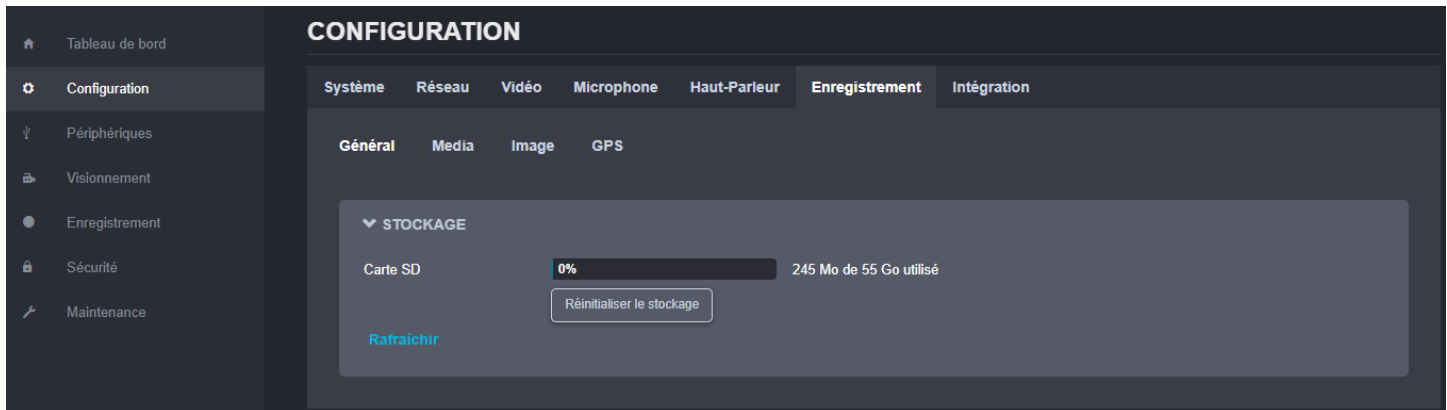 CONFIGURATION
Tableau de bord
Configuration
Périphériques
Visionnement
Enregistrement
Sécurité
Maintenance
Système Réseau Vidéo Microphone Haut-Parleur Enregistrement Intégration
Général Media Image GPS
STOCKAGE
Carte SD 0% 245 Mo de 55 Go utilisé
Réinitialiser le stockage
Rafraîchir